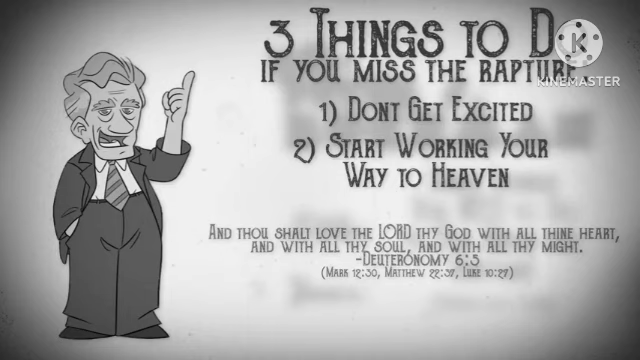 3 THINGS TO DO
IF YOU MISS THE RAPTURE:
KINEMASTER
1) DONT GET EXCITED
2) START WORKING YOUR
WAY TO HEAVEN
AND THOU SHALT LOVE THE LORD THY GOD WITH ALL THINE HEART,
AND WITH ALL THY SOUL, AND WITH ALL THY MIGHT.
-DEUTERONOMY 6:5
(MARK 12:30, MATTHEW 22:37, LUKE 10:27)